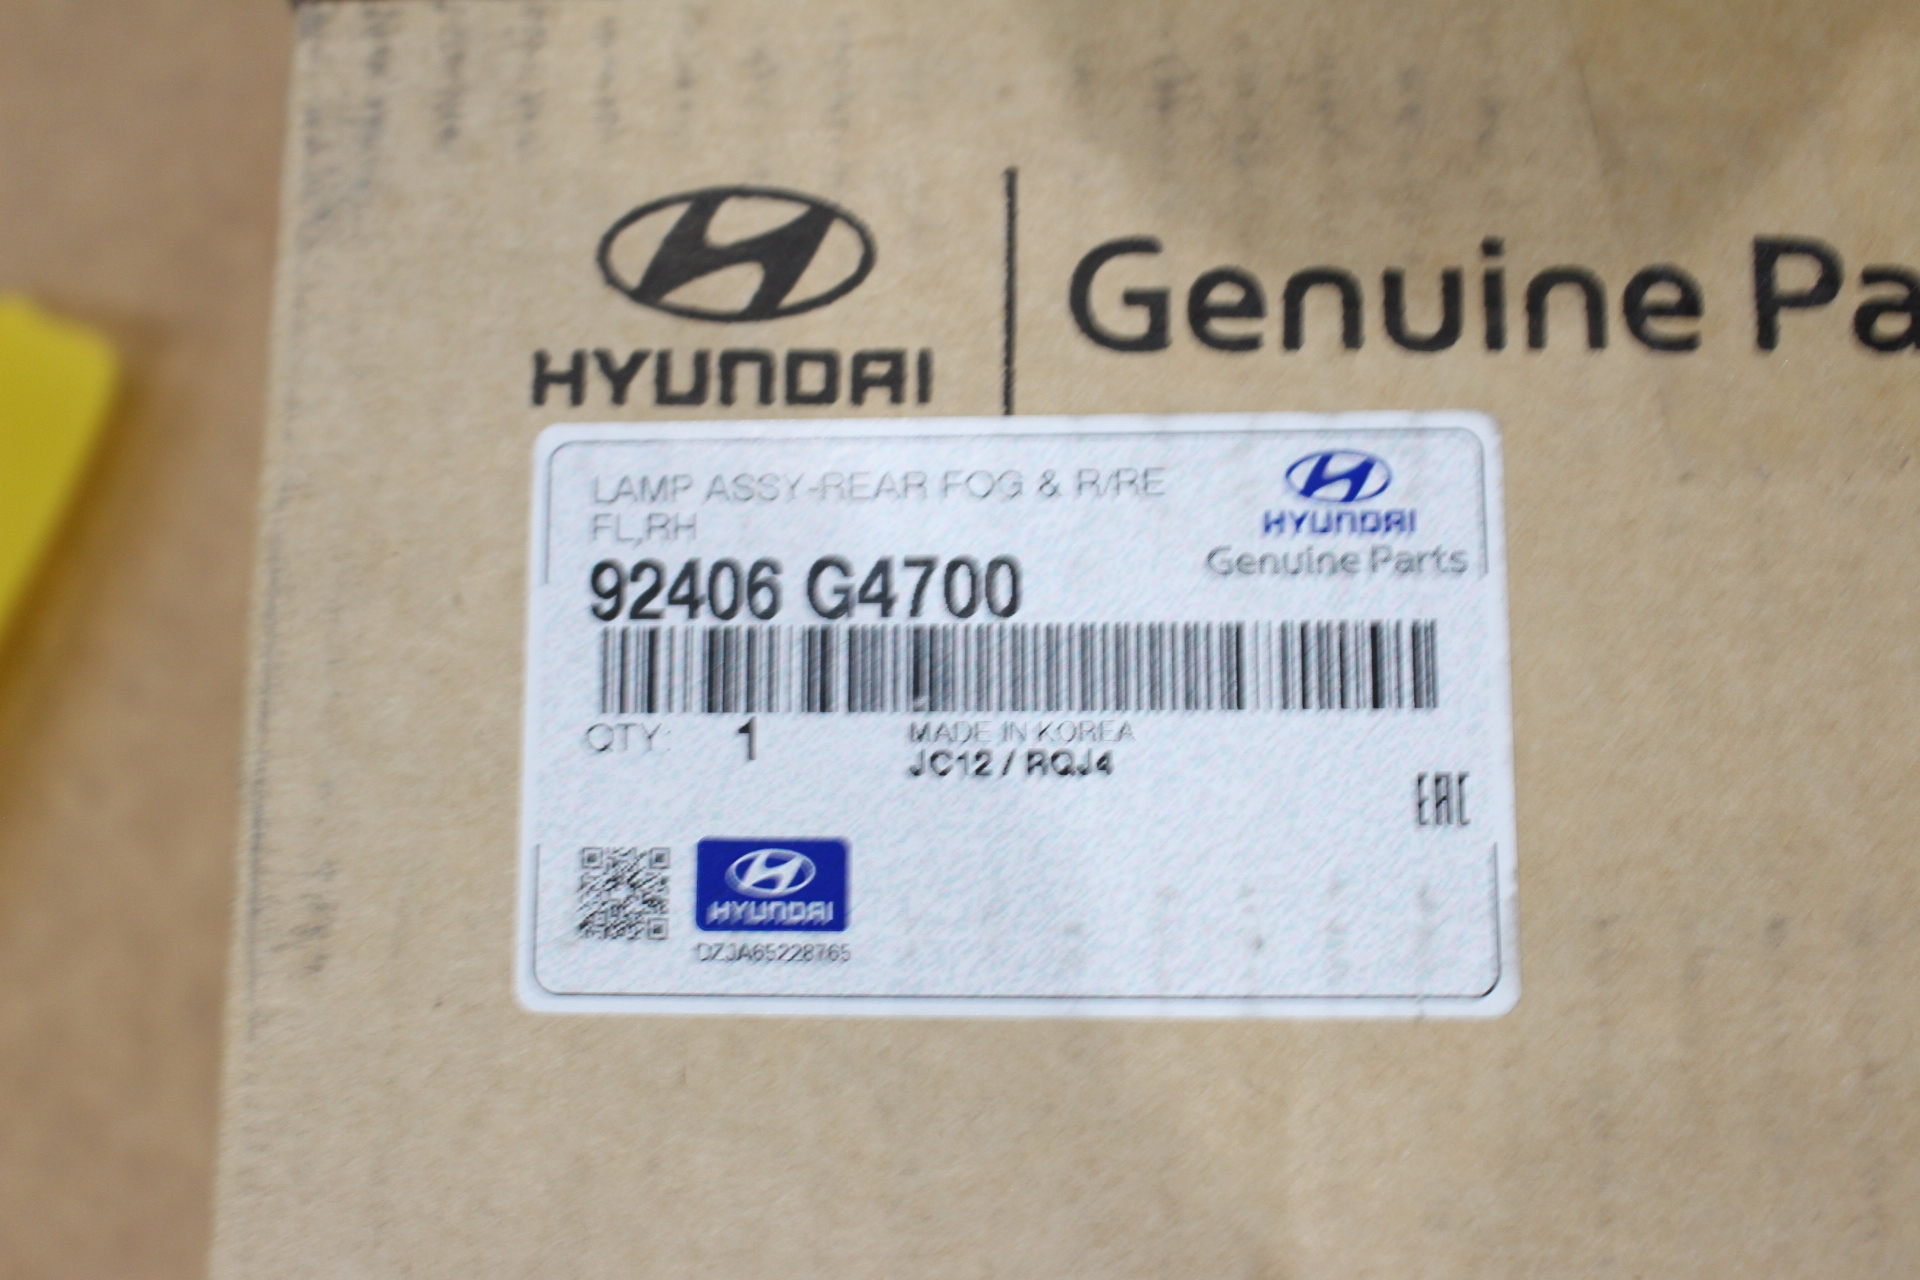 HYUNDAI
Genuine Pa
LAMP ASSY-REAR FOG & R/RE
FL,RH
HYUNDAI
Genuine Parts
92406 G4700
QTY: 1
MADE IN KOREA
JC12 / RQJ4
EAC
HYUNDAI
DZJA65228765